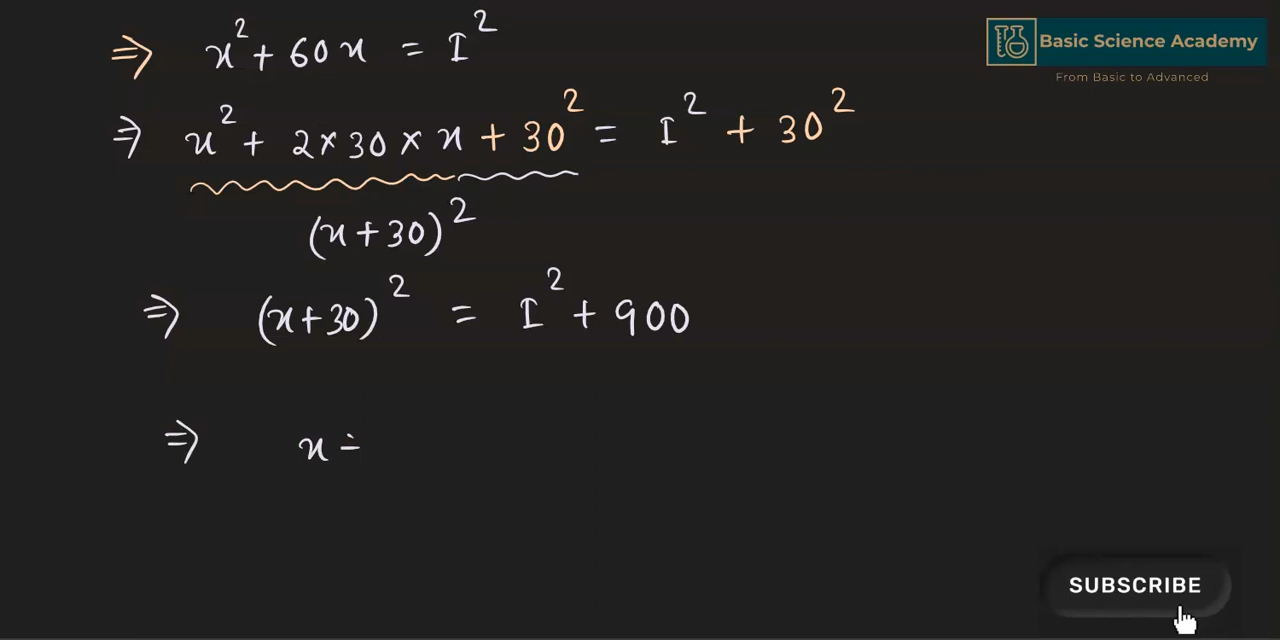 ⇒ x² + 60x = I²
Basic Science Academy
From Basic to Advanced
⇒ x² + 2 × 30 × x + 30² = I² + 30²
(x + 30)²
⇒ (x + 30)² = I² + 900
⇒ x =
SUBSCRIBE